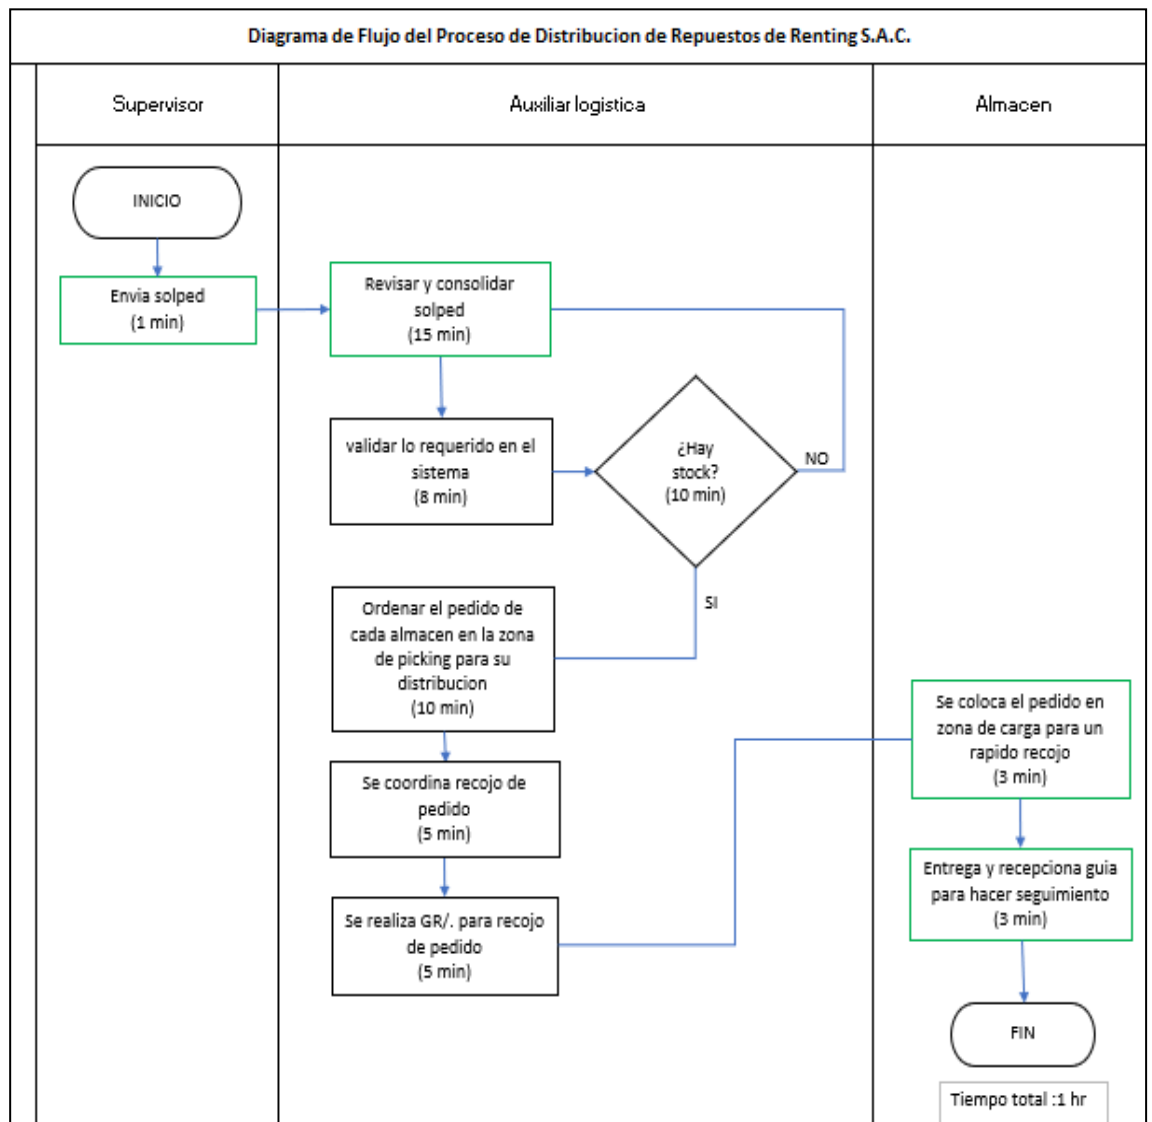 Diagrama de Flujo del Proceso de Distribucion de Repuestos de Renting S.A.C.
Supervisor
Auxiliar logistica
Almacen
INICIO
Envia solped
(1 min)
Revisar y consolidar
solped
(15 min)
validar lo requerido en el
sistema
(8 min)
¿Hay
stock?
(10 min)
NO
SI
Ordenar el pedido de
cada almacen en la zona
de picking para su
distribucion
(10 min)
Se coordina recojo de
pedido
(5 min)
Se realiza GR/. para recojo
de pedido
(5 min)
Se coloca el pedido en
zona de carga para un
rapido recojo
(3 min)
Entrega y recepciona guia
para hacer seguimiento
(3 min)
FIN
Tiempo total :1 hr